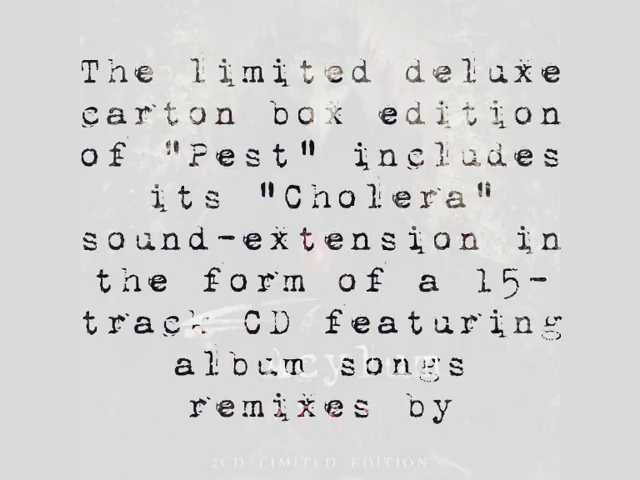 The limited deluxe
carton box edition
of "Pest" includes
its "Cholera"
sound-extension in
the form of a 15-
track CD featuring
album songs
remixes by
2CD LIMITED EDITION